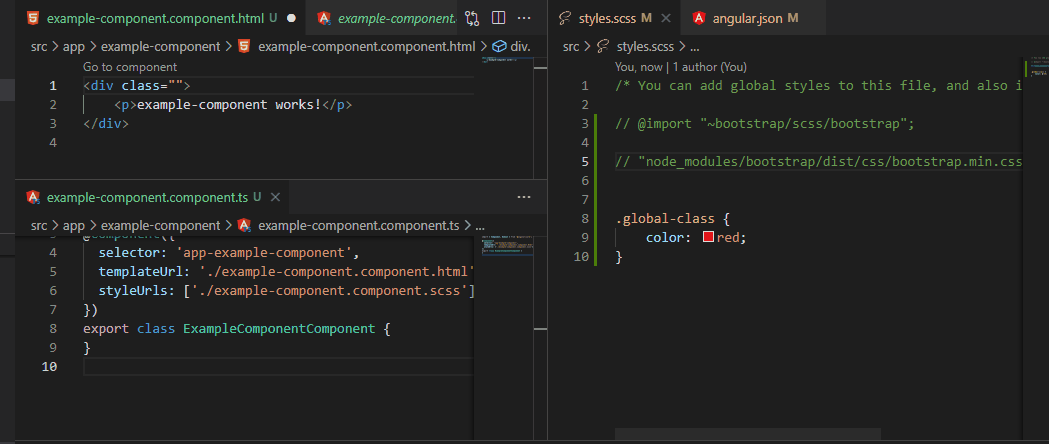 example-component.component.html U
example-component.
src > app > example-component > example-component.component.html > div.
Go to component
1 <div class="">
2 <p>example-component works!</p>
3 </div>
4
example-component.component.ts U
src > app > example-component > example-component.component.ts > ...
@Component({
4 selector: 'app-example-component',
5 templateUrl: './example-component.component.html'
6 styleUrls: ['./example-component.component.scss']
7 })
8 export class ExampleComponentComponent {
9 }
10
styles.scss M
angular.json M
src > styles.scss > ...
You, now | 1 author (You)
1 /* You can add global styles to this file, and also i
2
3 // @import "~bootstrap/scss/bootstrap";
4
5 // "node_modules/bootstrap/dist/css/bootstrap.min.css
6
7
8 .global-class {
9 color: red;
10 }